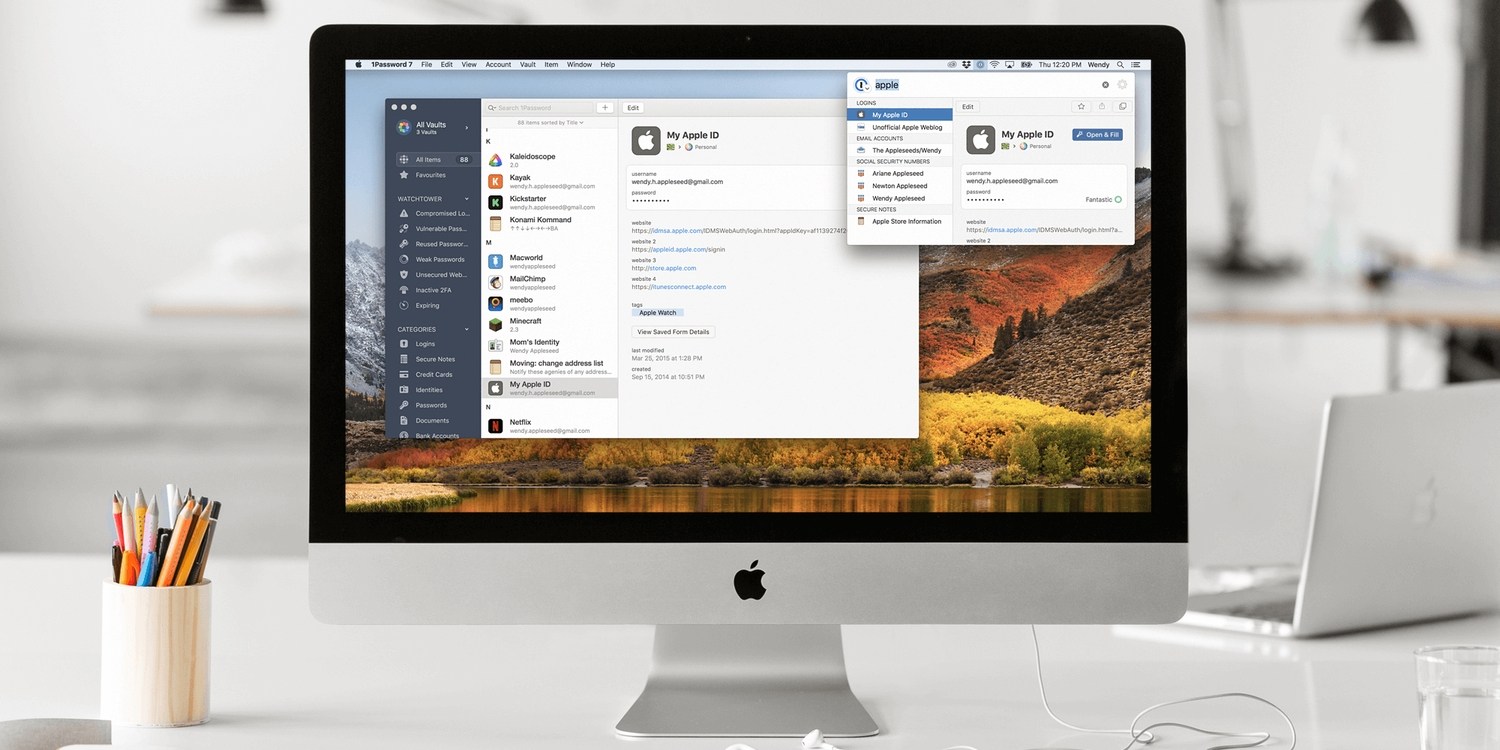 1Password 7 File Edit View Account Vault Item Window Help
Thu 12:20 PM Wendy
All Vaults
3 Vaults
All Items 88
Favourites
WATCHTOWER
Compromised Lo...
Vulnerable Pass...
Reused Passwor...
Weak Passwords
Unsecured Web...
Inactive 2FA
Expiring
CATEGORIES
Logins
Secure Notes
Credit Cards
Identities
Passwords
Documents
Bank Accounts
Search 1Password
88 items sorted by Title
K
Kaleidoscope
2.0
Kayak
wendy.h.appleseed@gmail.com
Kickstarter
wendy.h.appleseed@gmail.com
Konami Kommand
↑↑↓↓←→←→BA
M
Macworld
wendyappleseed
MailChimp
wendyappleseed
meebo
wendyappleseed
Minecraft
2.3
Mom's Identity
Wendy Appleseed
Moving: change address list
Notify these agenies of any address...
My Apple ID
wendy.h.appleseed@gmail.com
N
Netflix
wendy.appleseed@gmail.com
Edit
My Apple ID
Personal
username
wendy.h.appleseed@gmail.com
password
••••••••••
website
https://idmsa.apple.com/IDMSWebAuth/login.html?appIdKey=af1139274f2
website 2
https://appleid.apple.com/signin
website 3
http://store.apple.com
website 4
https://itunesconnect.apple.com
tags
Apple Watch
View Saved Form Details
last modified
Mar 25, 2015 at 1:28 PM
created
Sep 15, 2014 at 10:51 PM
apple
LOGINS
My Apple ID
Unofficial Apple Weblog
EMAIL ACCOUNTS
The Appleseeds/Wendy
SOCIAL SECURITY NUMBERS
Ariane Appleseed
Newton Appleseed
Wendy Appleseed
SECURE NOTES
Apple Store Information
Edit
My Apple ID
Personal
Open & Fill
username
wendy.h.appleseed@gmail.com
password
•••••••••• Fantastic
website
https://idmsa.apple.com/IDMSWebAuth/login.html?a...
website 2